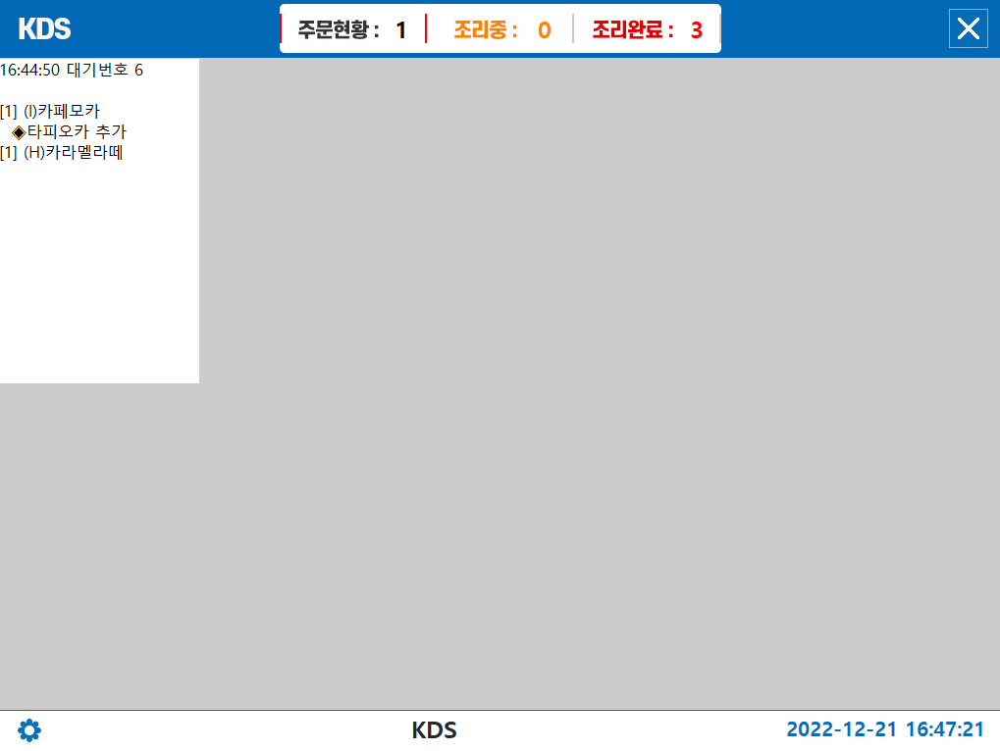 KDS
주문현황 : 1 조리중 : 0 조리완료 : 3
16:44:50 대기번호 6
[1] (I)카페모카
◈타피오카 추가
[1] (H)카라멜라떼
KDS
2022-12-21 16:47:21